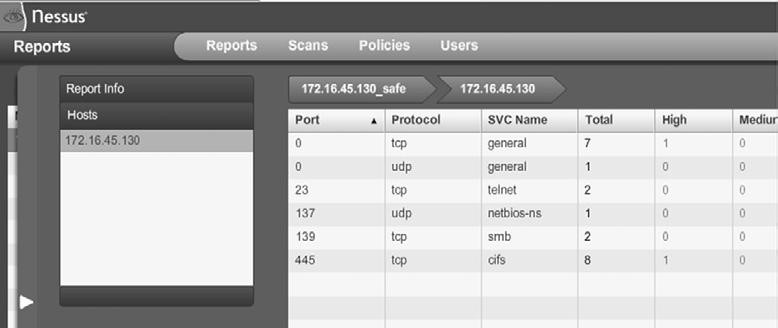 Nessus
Reports
Reports Scans Policies Users
Report Info
Hosts
172.16.45.130
172.16.45.130_safe 172.16.45.130
Port Protocol SVC Name Total High
0 tcp general 7 1 0
0 udp general 1 0 0
23 tcp telnet 2 0 0
137 udp netbios-ns 1 0 0
139 tcp smb 2 0 0
445 tcp cifs 8 1 0